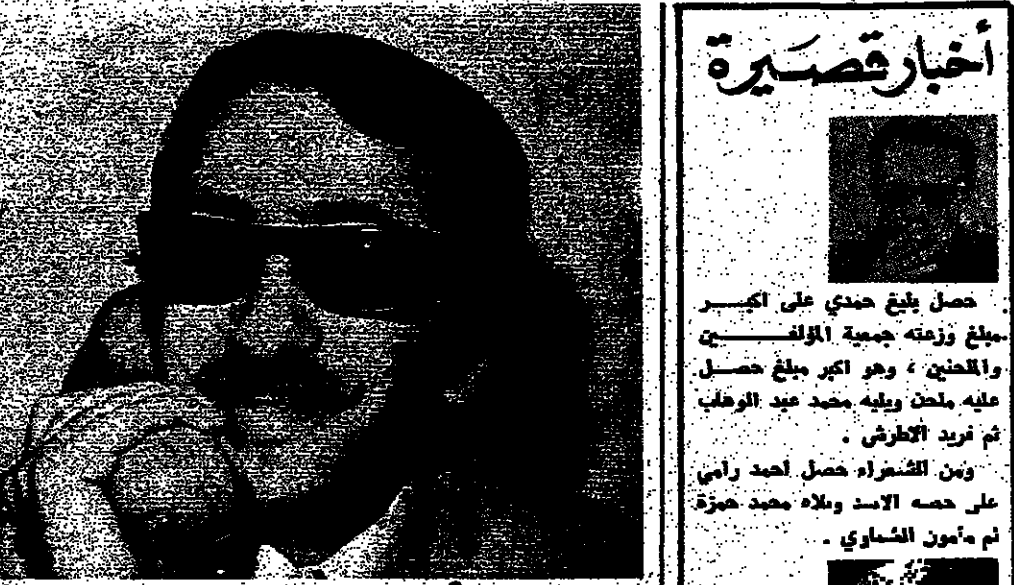 أخبار قصيرة
حصل بليغ حمدي على اكبر
مبلغ وزعته جمعية المؤلفين
والملحنين ، وهو اكبر مبلغ حصل
عليه ملحن ويليه محمد عبد الوهاب
ثم فريد الاطرش .
ومن الشعراء حصل احمد رامي
على حصه الاسد وتلاه محمد حمزة
ثم مأمون الشناوي .